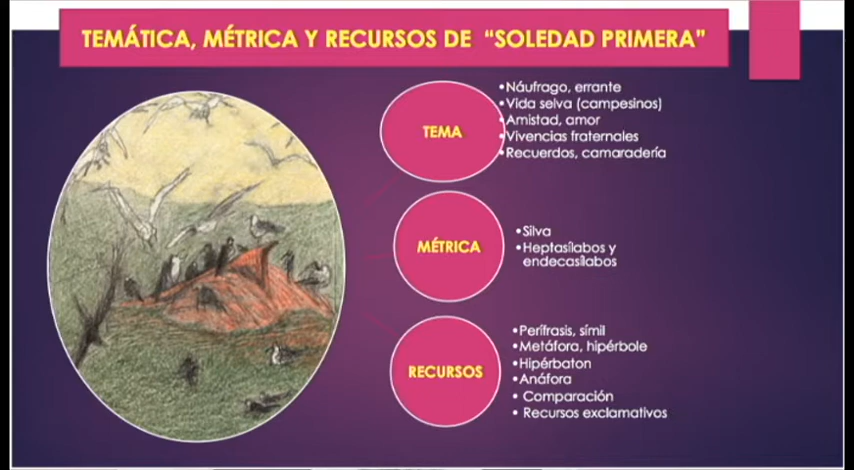 TEMÁTICA, MÉTRICA Y RECURSOS DE "SOLEDAD PRIMERA"
TEMA
•Náufrago, errante
•Vida selva (campesinos)
•Amistad, amor
•Vivencias fraternales
•Recuerdos, camaradería
MÉTRICA
•Silva
•Heptasílabos y
endecasílabos
RECURSOS
•Perífrasis, símil
•Metáfora, hipérbole
•Hipérbaton
•Anáfora
• Comparación
• Recursos exclamativos